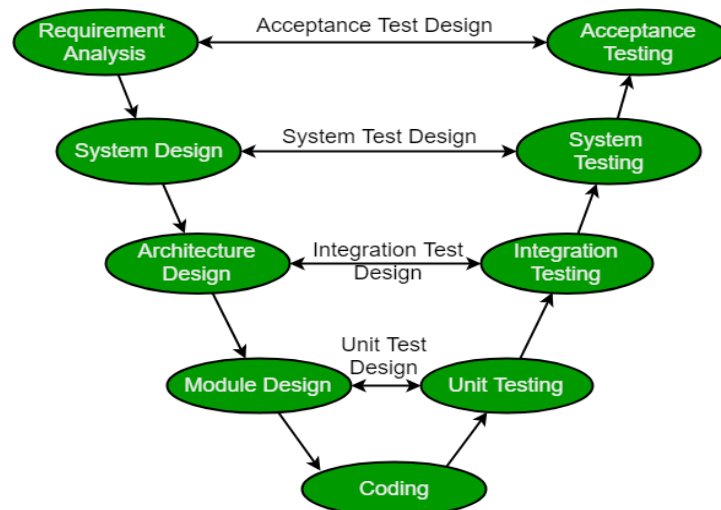 Requirement
Analysis
Acceptance Test Design
Acceptance
Testing
System Design
System Test Design
System
Testing
Architecture
Design
Integration Test
Design
Integration
Testing
Module Design
Unit Test
Design
Unit Testing
Coding